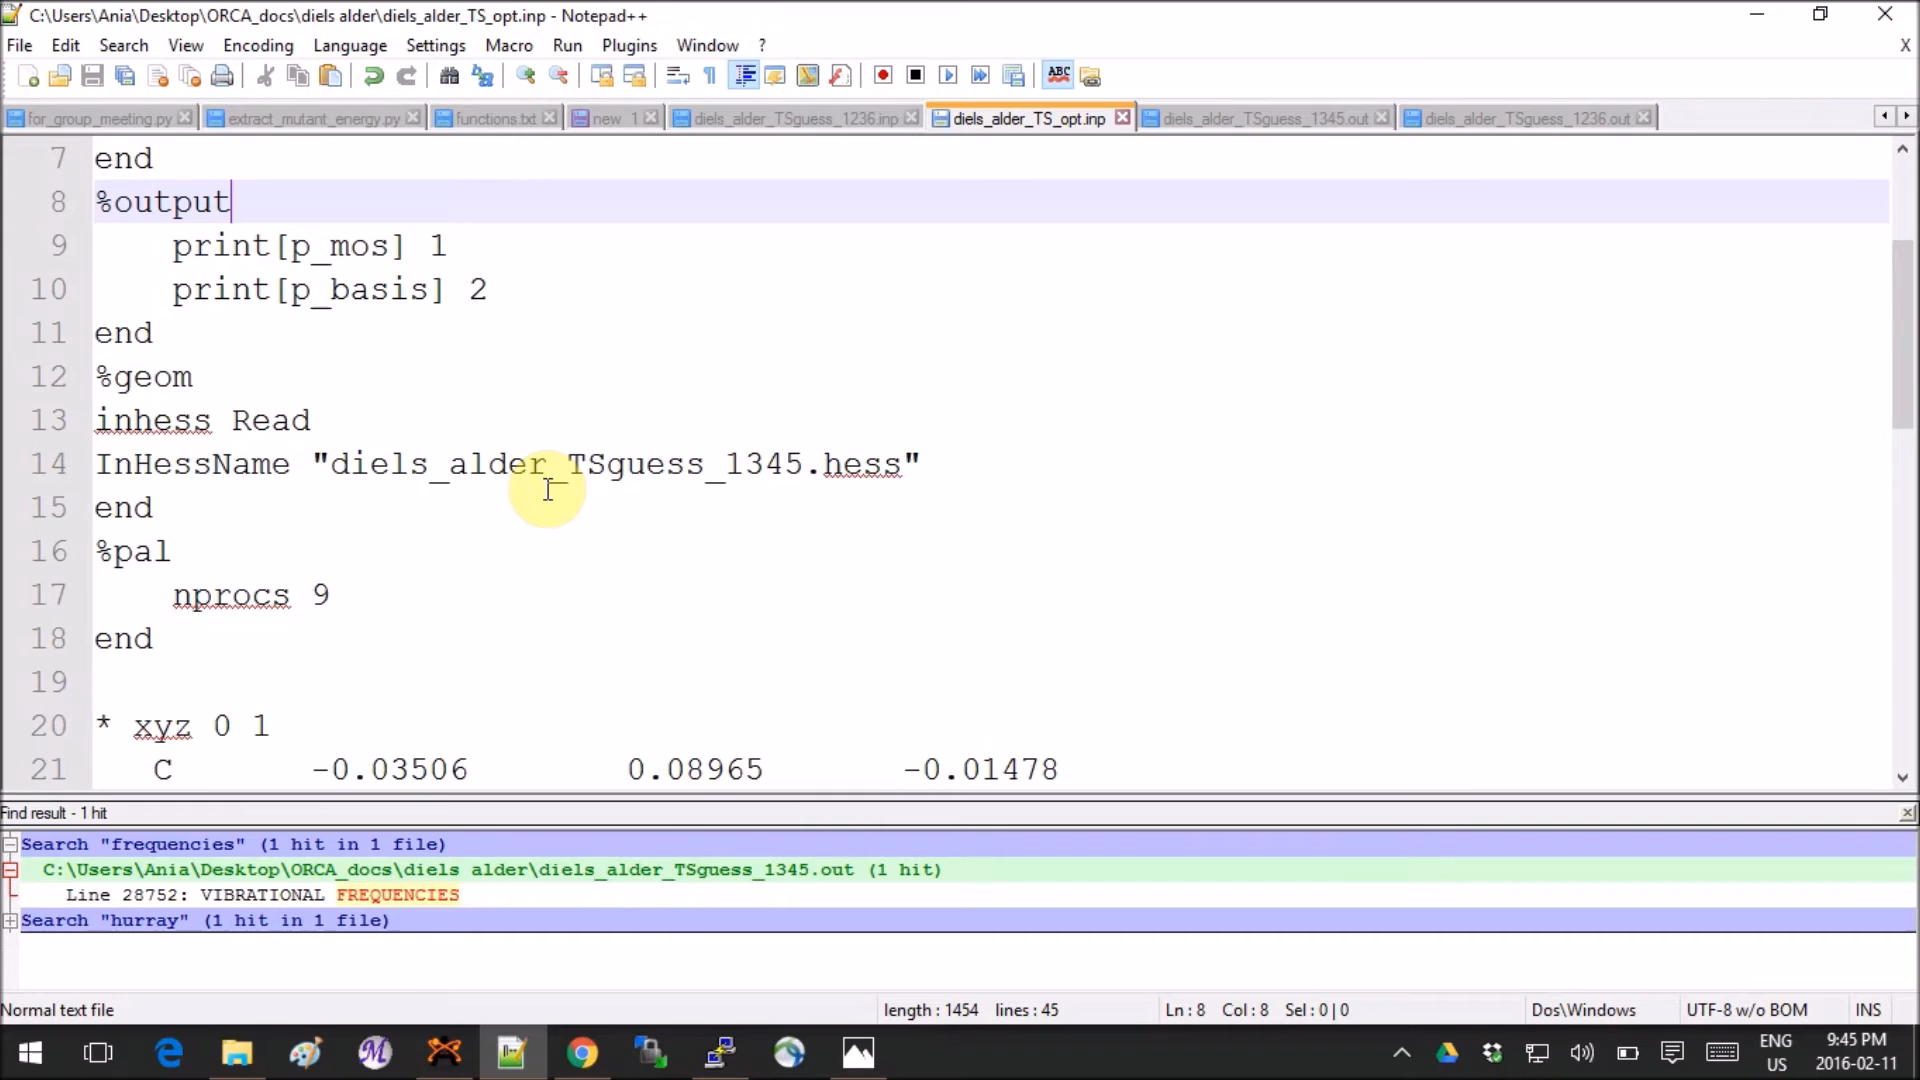 C:\Users\Ania\Desktop\ORCA_docs\diels alder\diels_alder_TS_opt.inp - Notepad++
File Edit Search View Encoding Language Settings Macro Run Plugins Window ? X
for_group_meeting.py extract_mutant_energy.py functions.txt new 1 diels_alder_TSguess_1236.inp diels_alder_TS_opt.inp diels_alder_TSguess_1345.out diels_alder_TSguess_1236.out
7 end
8 %output
9 print[p_mos] 1
10 print[p_basis] 2
11 end
12 %geom
13 inhess Read
14 InHessName "diels_alder_TSguess_1345.hess"
15 end
16 %pal
17 nprocs 9
18 end
19
20 * xyz 0 1
21 C -0.03506 0.08965 -0.01478
Find result - 1 hit
Search "frequencies" (1 hit in 1 file)
C:\Users\Ania\Desktop\ORCA_docs\diels alder\diels_alder_TSguess_1345.out (1 hit)
Line 28752: VIBRATIONAL FREQUENCIES
Search "hurray" (1 hit in 1 file)
Normal text file length : 1454 lines : 45 Ln : 8 Col : 8 Sel : 0 | 0 Dos\Windows UTF-8 w/o BOM INS
ENG 9:45 PM
US 2016-02-11